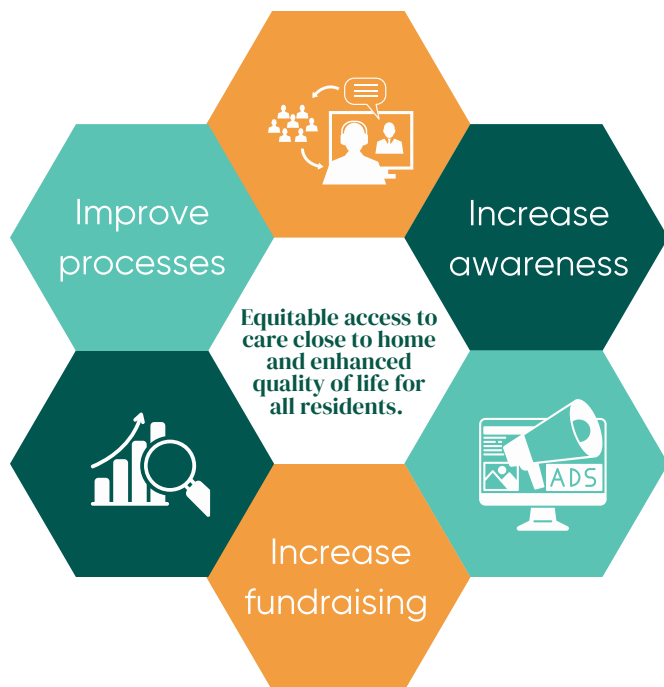 Improve
processes
Increase
awareness
Equitable access to
care close to home
and enhanced
quality of life for
all residents.
ADS
Increase
fundraising